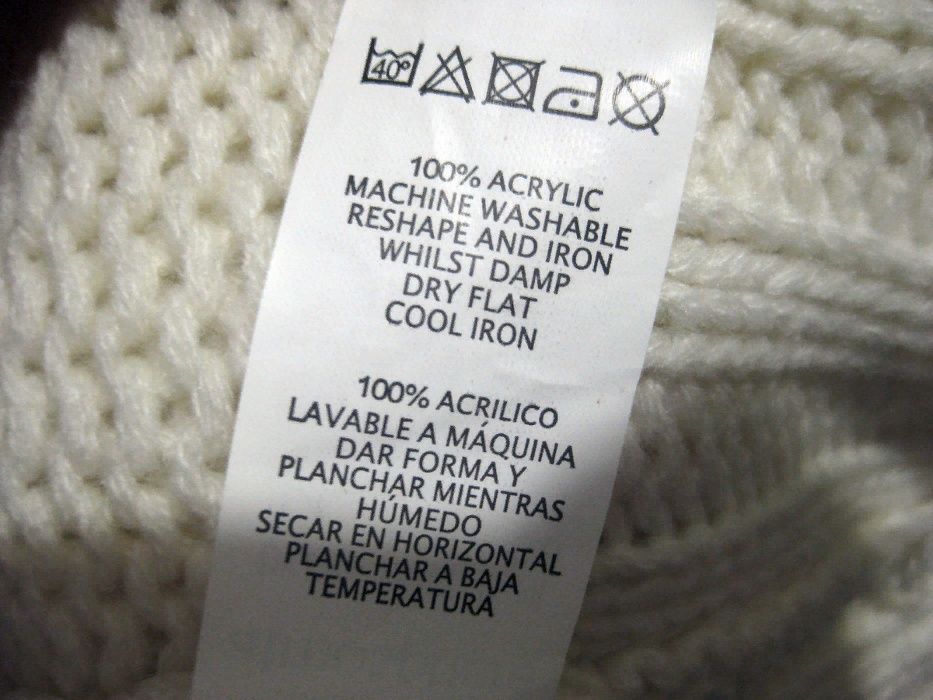 40°
100% ACRYLIC
MACHINE WASHABLE
RESHAPE AND IRON
WHILST DAMP
DRY FLAT
COOL IRON
100% ACRILICO
LAVABLE A MÁQUINA
DAR FORMA Y
PLANCHAR MIENTRAS
HÚMEDO
SECAR EN HORIZONTAL
PLANCHAR A BAJA
TEMPERATURA